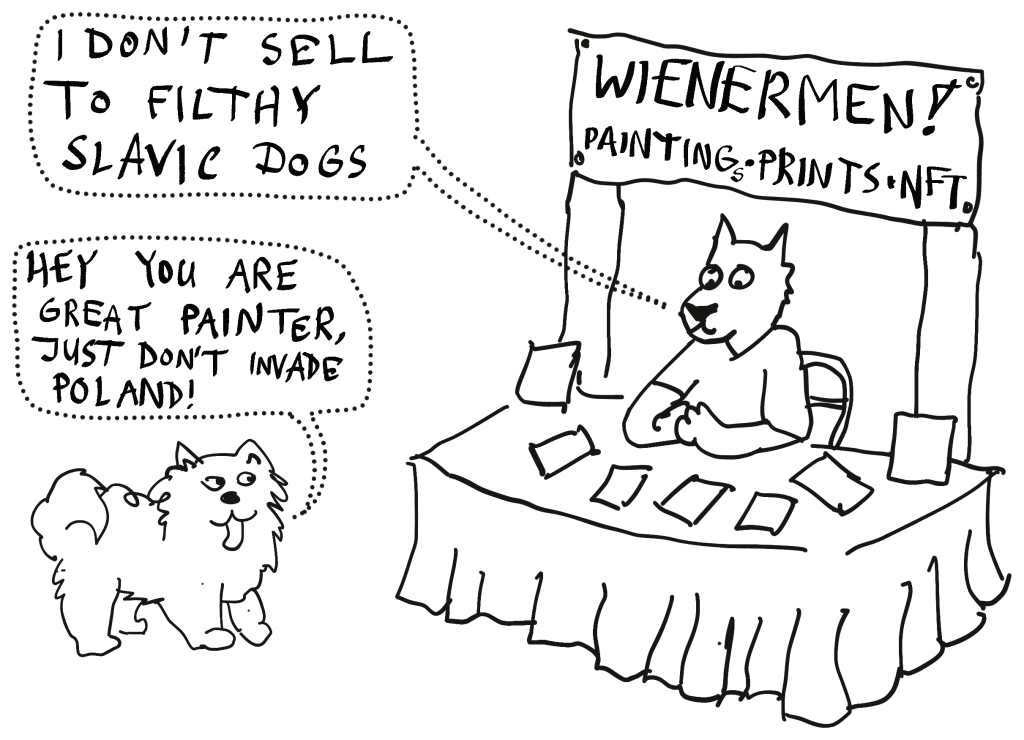 I DON'T SELL
TO FILTHY
SLAVIC DOGS
HEY YOU ARE
GREAT PAINTER,
JUST DON'T INVADE
POLAND!
WIENERMEN!
PAINTINGS•PRINTS•NFT